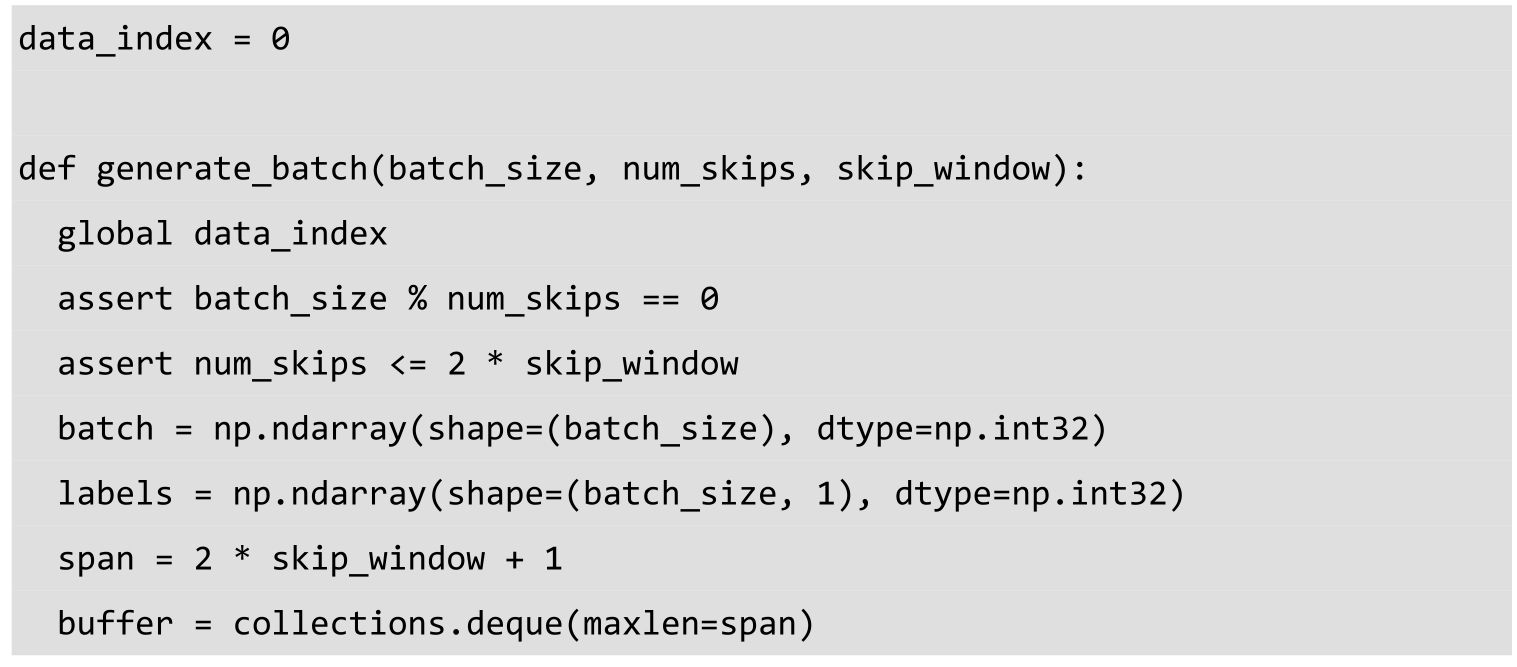 data_index = 0
def generate_batch(batch_size, num_skips, skip_window):
  global data_index
  assert batch_size % num_skips == 0
  assert num_skips <= 2 * skip_window
  batch = np.ndarray(shape=(batch_size), dtype=np.int32)
  labels = np.ndarray(shape=(batch_size, 1), dtype=np.int32)
  span = 2 * skip_window + 1
  buffer = collections.deque(maxlen=span)